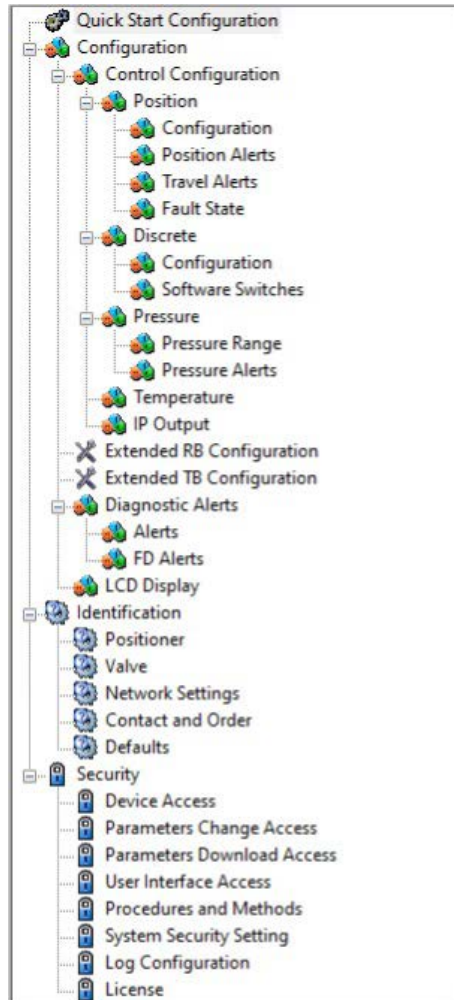 Quick Start Configuration
Configuration
Control Configuration
Position
Configuration
Position Alerts
Travel Alerts
Fault State
Discrete
Configuration
Software Switches
Pressure
Pressure Range
Pressure Alerts
Temperature
IP Output
Extended RB Configuration
Extended TB Configuration
Diagnostic Alerts
Alerts
FD Alerts
LCD Display
Identification
Positioner
Valve
Network Settings
Contact and Order
Defaults
Security
Device Access
Parameters Change Access
Parameters Download Access
User Interface Access
Procedures and Methods
System Security Setting
Log Configuration
License